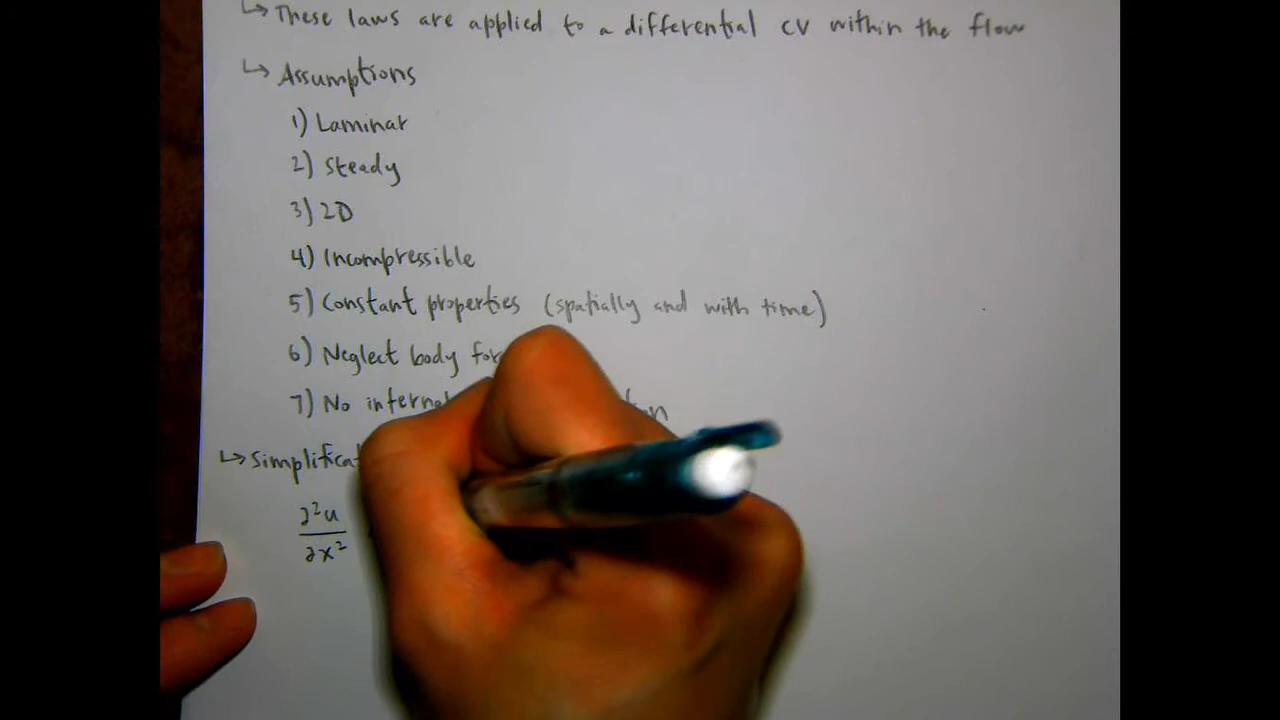 ↳ These laws are applied to a differential CV within the flow
↳ Assumptions
1) Laminar
2) Steady
3) 2D
4) Incompressible
5) Constant properties (spatially and with time)
6) Neglect body
7) No
↳
∂²u
∂x²